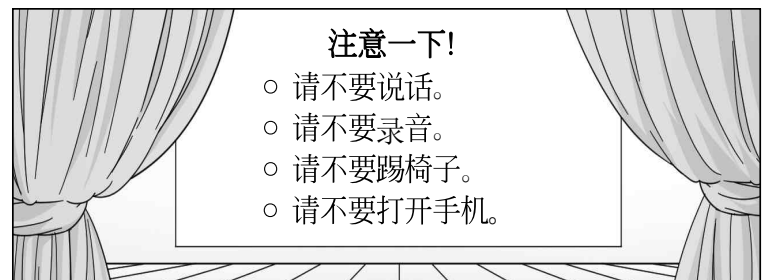 注意一下!
○ 请不要说话。
○ 请不要录音。
○ 请不要踢椅子。
○ 请不要打开手机。